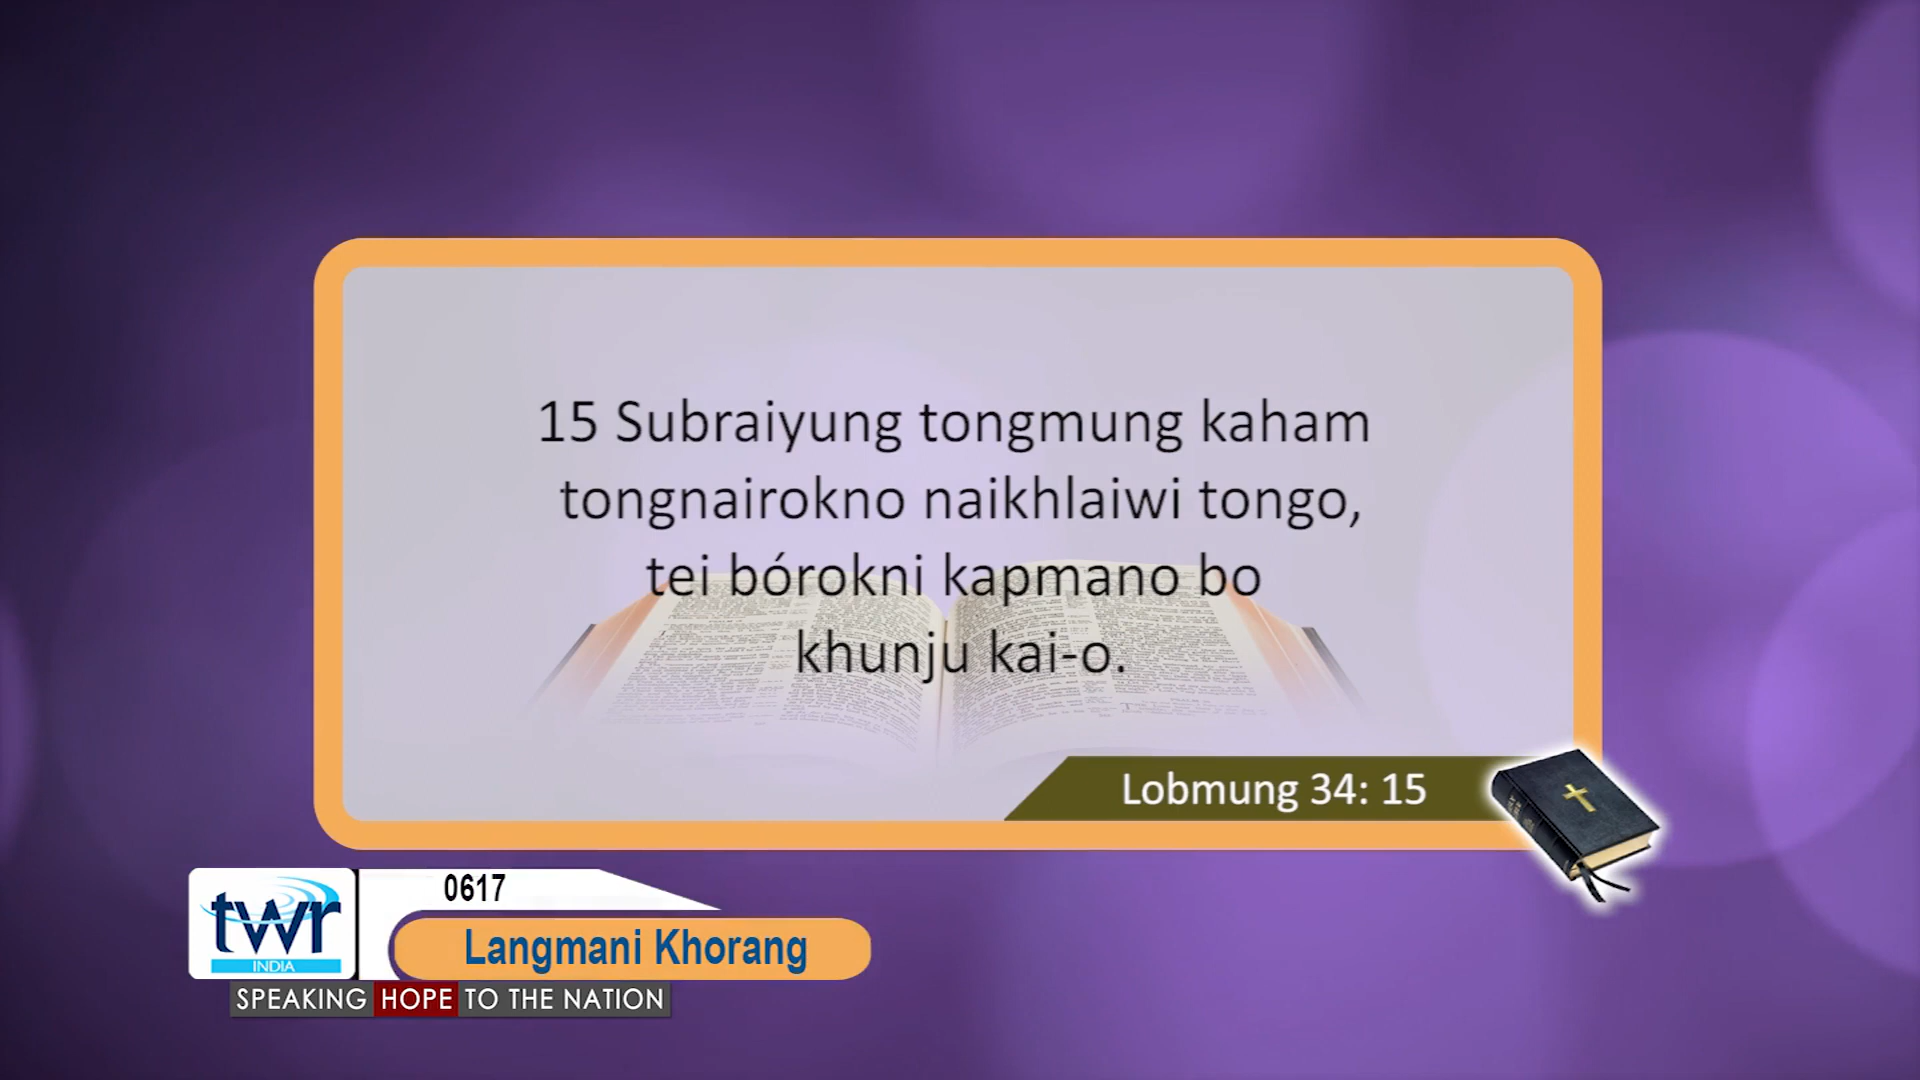 15 Subraiyung tongmung kaham
tongnairokno naikhlaiwi tongo,
tei bórokni kapmano bo
khunju kai-o.
Lobmung 34: 15
0617
twr
INDIA
Langmani Khorang
SPEAKING HOPE TO THE NATION